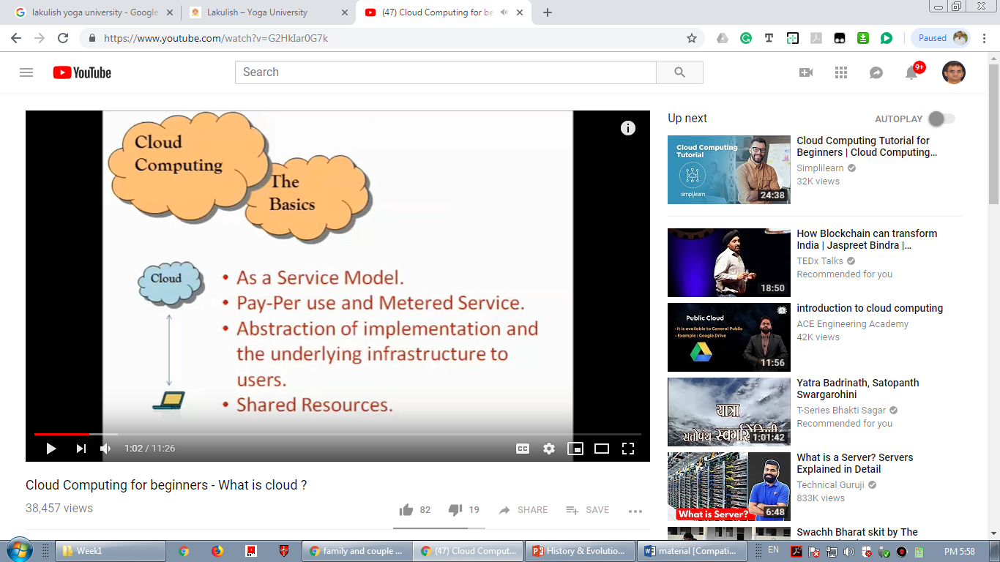 lakulish yoga university - Google
Lakulish – Yoga University
(47) Cloud Computing for be
https://www.youtube.com/watch?v=G2HkIar0G7k
Paused
YouTube
Search
9+
Cloud
Computing
The
Basics
Cloud
• As a Service Model.
• Pay-Per use and Metered Service.
• Abstraction of implementation and
the underlying infrastructure to
users.
• Shared Resources.
1:02 / 11:26
CC
Cloud Computing for beginners - What is cloud ?
38,457 views
82
19
SHARE
SAVE
Up next
AUTOPLAY
Cloud Computing
Tutorial
simplilearn
24:38
Cloud Computing Tutorial for
Beginners | Cloud Computing...
Simplilearn
32K views
18:50
How Blockchain can transform
India | Jaspreet Bindra |...
TEDx Talks
Recommended for you
Public Cloud
- It is available to General Public
- Example : Google Drive
11:56
introduction to cloud computing
ACE Engineering Academy
42K views
यात्रा
सतोपंथ स्वर्गारोहिणी
1:01:42
Yatra Badrinath, Satopanth
Swargarohini
T-Series Bhakti Sagar
Recommended for you
What is Server?
6:48
What is a Server? Servers
Explained in Detail
Technical Guruji
833K views
Swachh Bharat skit by The
Week1
family and couple ...
(47) Cloud Comput...
History & Evolutio...
material [Compati...
EN
PM 5:58